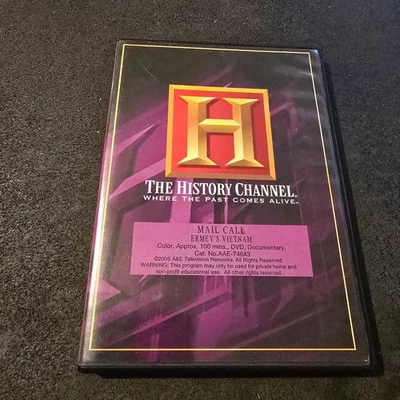 H
THE HISTORY CHANNEL.
WHERE THE PAST COMES ALIVE.
MAIL CALL
ERMEY'S VIETNAM
Color, Approx. 100 mins., DVD, Documentary.
Cat. No.AAE-74643
©2005 A&E Television Networks. All Rights Reserved.
WARNING: This program may only be used for private home and
non-profit educational use. All other rights reserved.